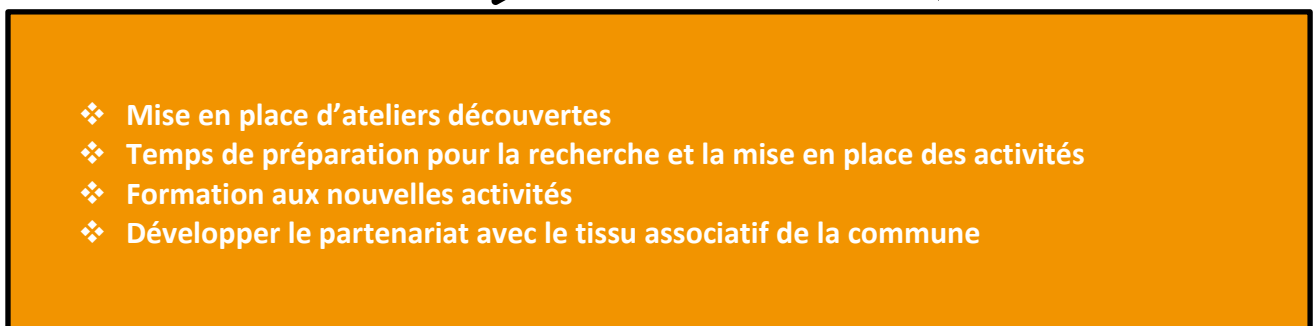 ❖ Mise en place d’ateliers découvertes
❖ Temps de préparation pour la recherche et la mise en place des activités
❖ Formation aux nouvelles activités
❖ Développer le partenariat avec le tissu associatif de la commune